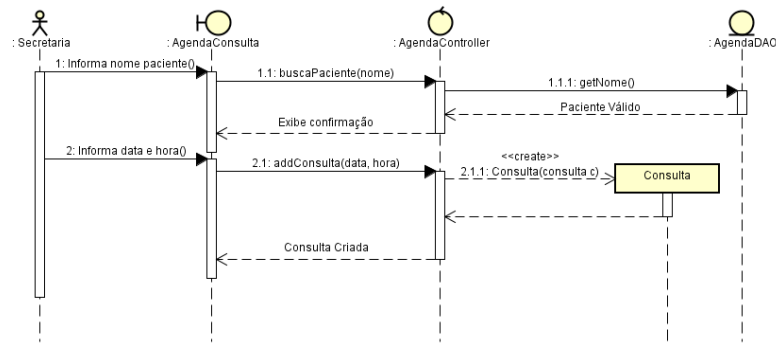 : Secretaria
: AgendaConsulta
: AgendaController
: AgendaDAO
1: Informa nome paciente()
1.1: buscaPaciente(nome)
1.1.1: getNome()
Paciente Válido
Exibe confirmação
2: Informa data e hora()
2.1: addConsulta(data, hora)
<<create>>
2.1.1: Consulta(consulta c)
Consulta
Consulta Criada